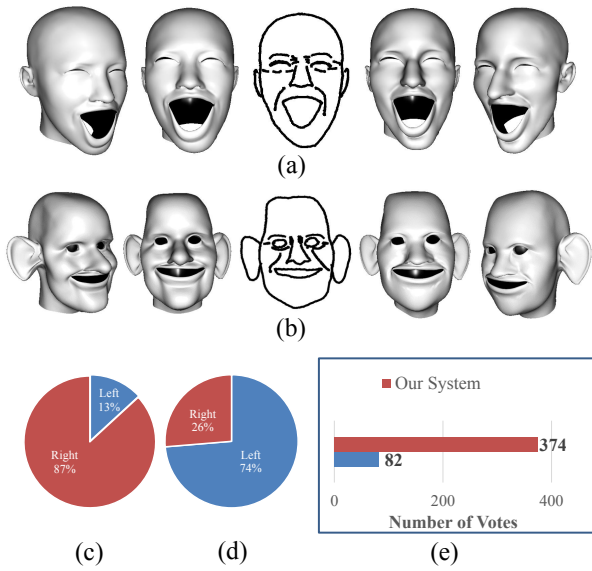 (a)
(b)
Left
13%
Right
87%
Right
26%
Left
74%
Our System
374
82
0
200
400
Number of Votes
(c)
(d)
(e)